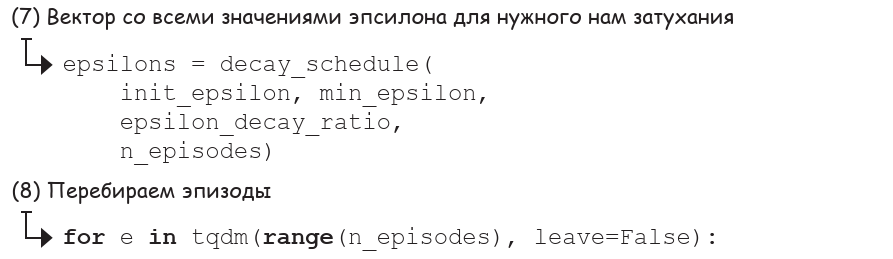 (7) Вектор со всеми значениями эпсилона для нужного нам затухания
epsilons = decay_schedule(
    init_epsilon, min_epsilon,
    epsilon_decay_ratio,
    n_episodes)
(8) Перебираем эпизоды
for e in tqdm(range(n_episodes), leave=False):